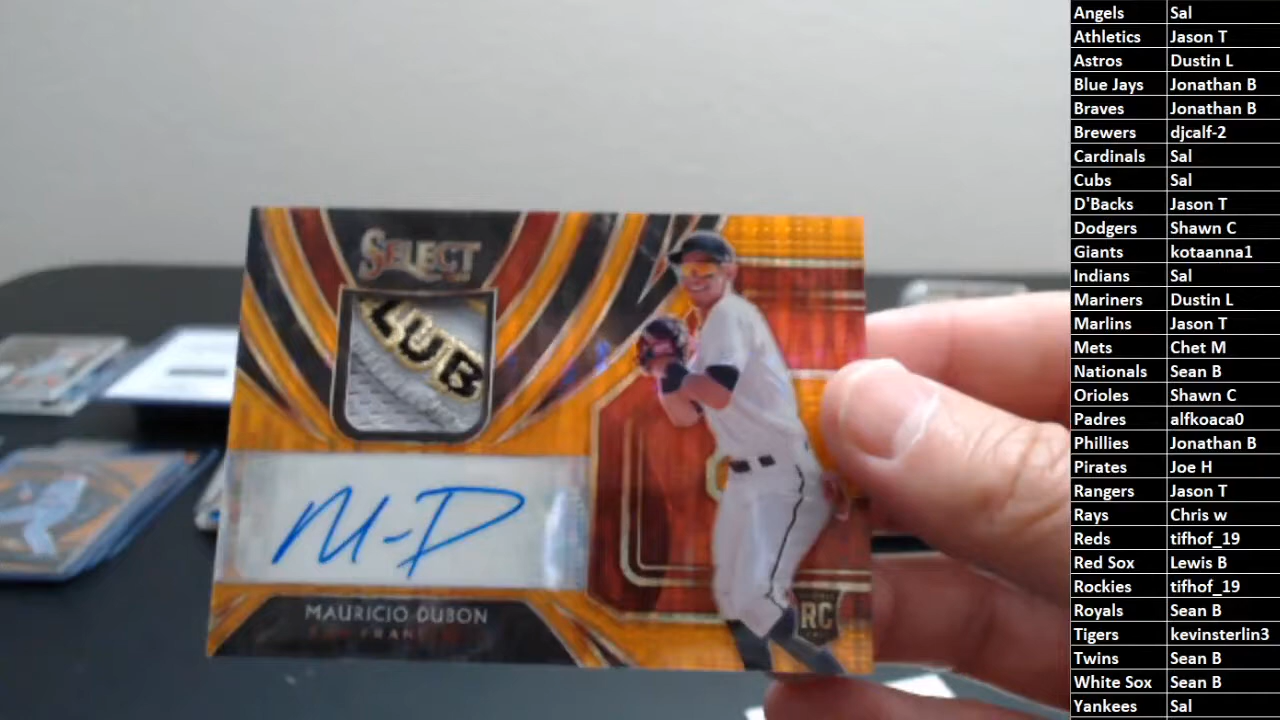 SELECT
LUB
M-D
MAURICIO DUBON
FRAN
RC
Angels Sal
Athletics Jason T
Astros Dustin L
Blue Jays Jonathan B
Braves Jonathan B
Brewers djcalf-2
Cardinals Sal
Cubs Sal
D'Backs Jason T
Dodgers Shawn C
Giants kotaanna1
Indians Sal
Mariners Dustin L
Marlins Jason T
Mets Chet M
Nationals Sean B
Orioles Shawn C
Padres alfkoaca0
Phillies Jonathan B
Pirates Joe H
Rangers Jason T
Rays Chris w
Reds tifhof_19
Red Sox Lewis B
Rockies tifhof_19
Royals Sean B
Tigers kevinsterlin3
Twins Sean B
White Sox Sean B
Yankees Sal